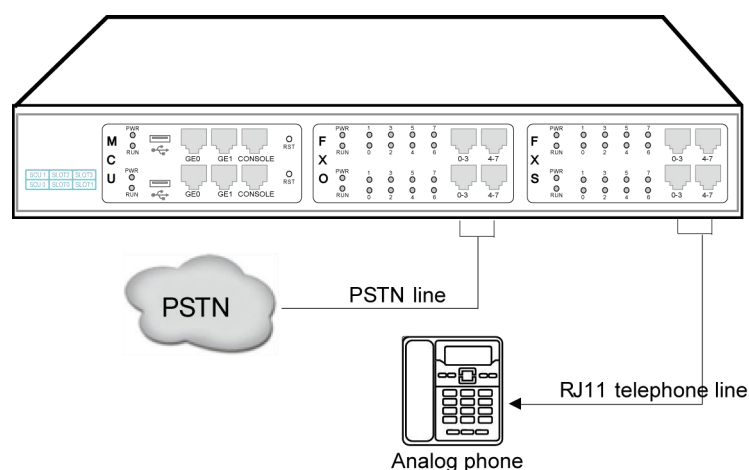 M
C
U
PWR
RUN
GE0 GE1 CONSOLE
RST
PWR
RUN
GE0 GE1 CONSOLE
RST
SCU 1 SLOT2 SLOT3
SCU 0 SLOT0 SLOT1
F
X
O
PWR 1 3 5 7
RUN 0 2 4 6
0-3 4-7
PWR 1 3 5 7
RUN 0 2 4 6
0-3 4-7
F
X
S
PWR 1 3 5 7
RUN 0 2 4 6
0-3 4-7
PWR 1 3 5 7
RUN 0 2 4 6
0-3 4-7
PSTN
PSTN line
RJ11 telephone line
Analog phone